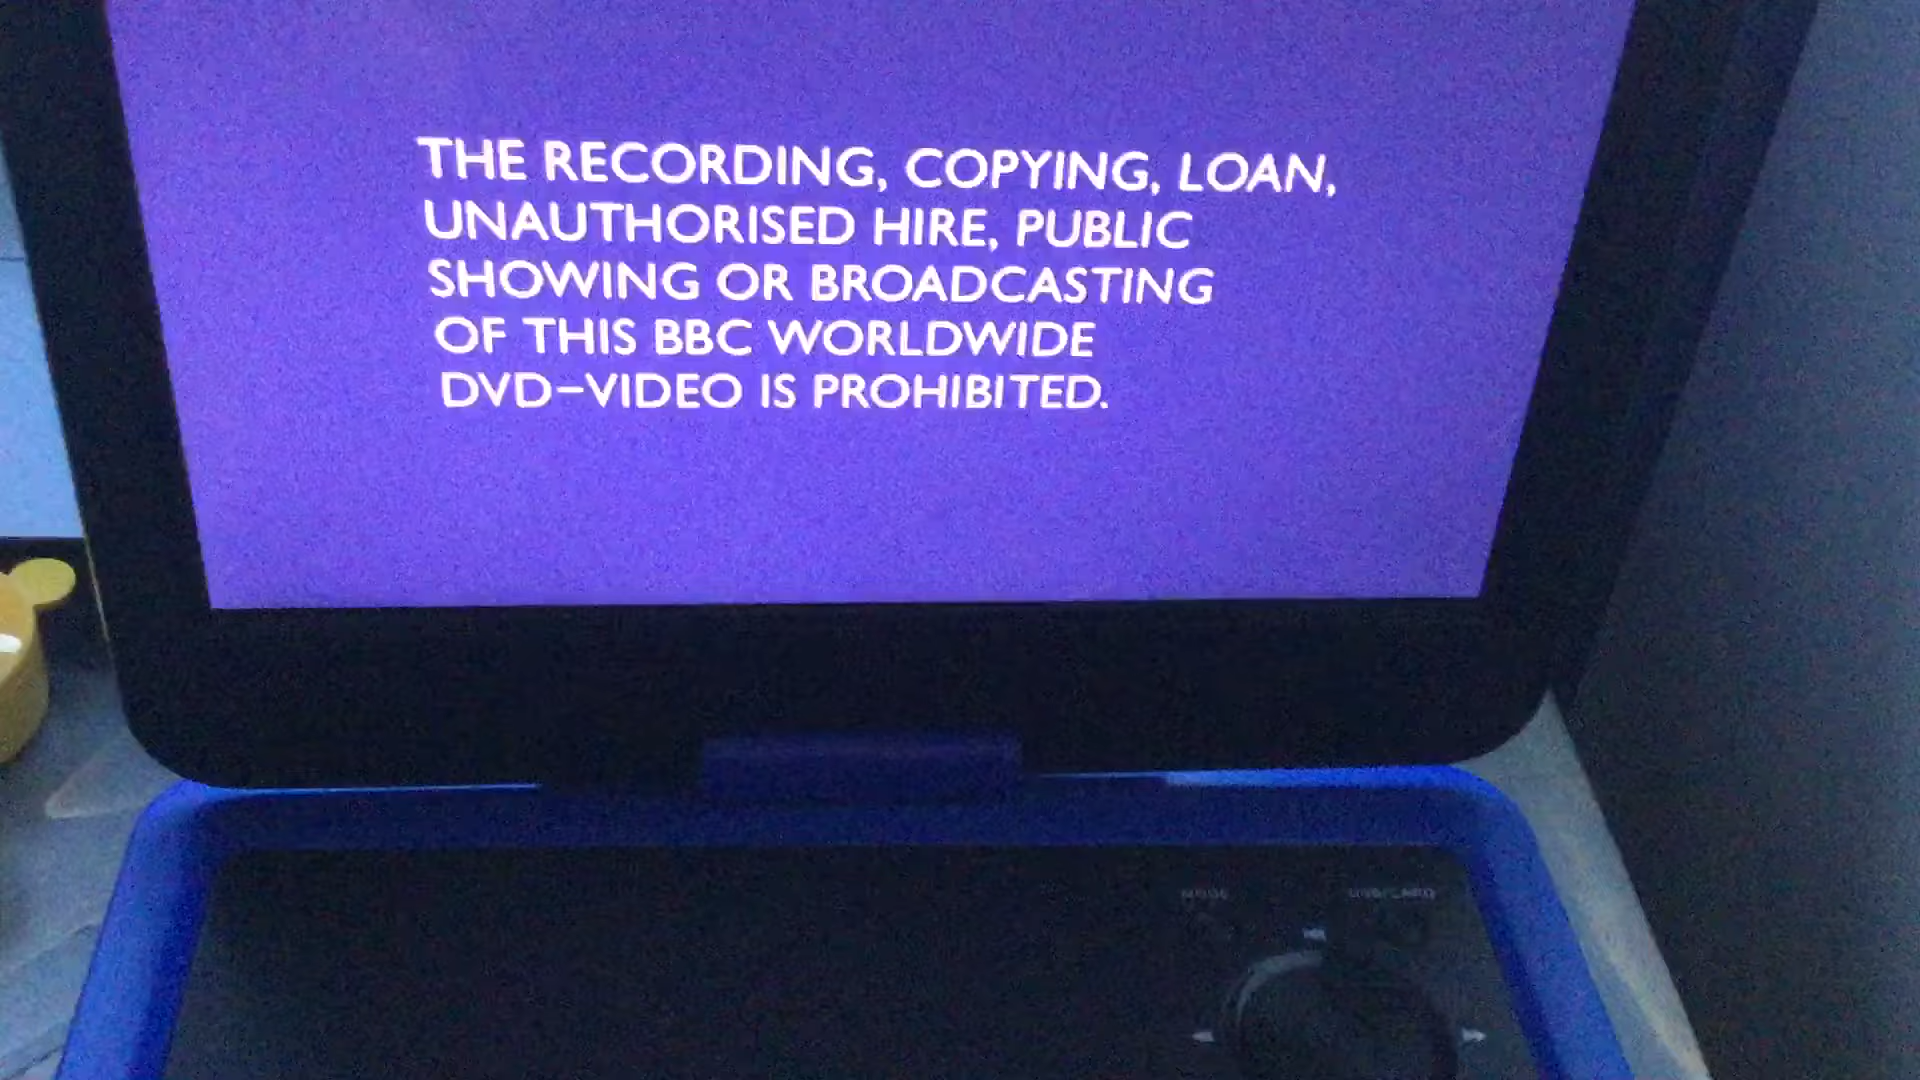 THE RECORDING, COPYING, LOAN,
UNAUTHORISED HIRE, PUBLIC
SHOWING OR BROADCASTING
OF THIS BBC WORLDWIDE
DVD-VIDEO IS PROHIBITED.